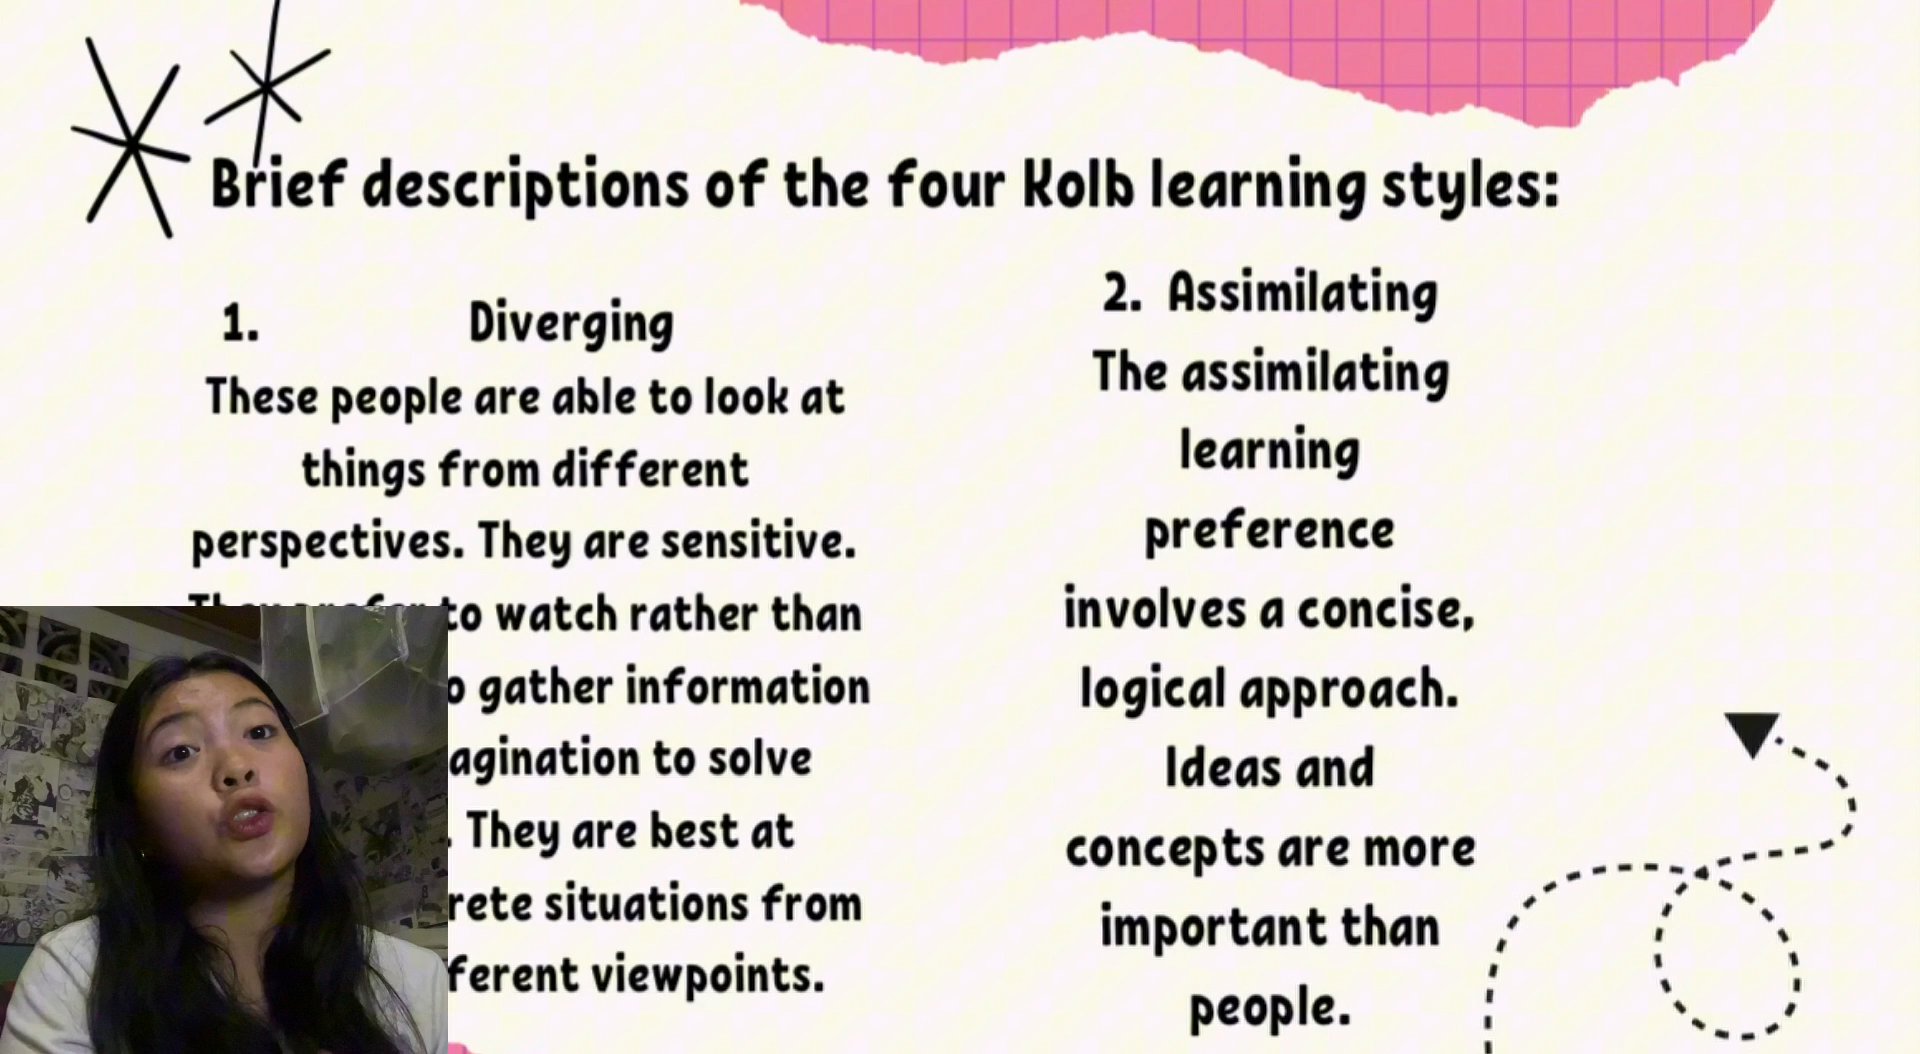 Brief descriptions of the four Kolb learning styles:
1. Diverging
These people are able to look at
things from different
perspectives. They are sensitive.
They prefer to watch rather than
gather information
to solve
. They are best at
situations from
viewpoints.
2. Assimilating
The assimilating
learning
preference
involves a concise,
logical approach.
Ideas and
concepts are more
important than
people.